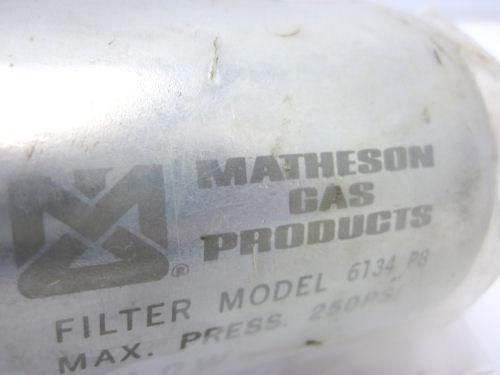 MATHESON
GAS
PRODUCTS
®
FILTER MODEL 6134 P8
MAX. PRESS. 250PSI